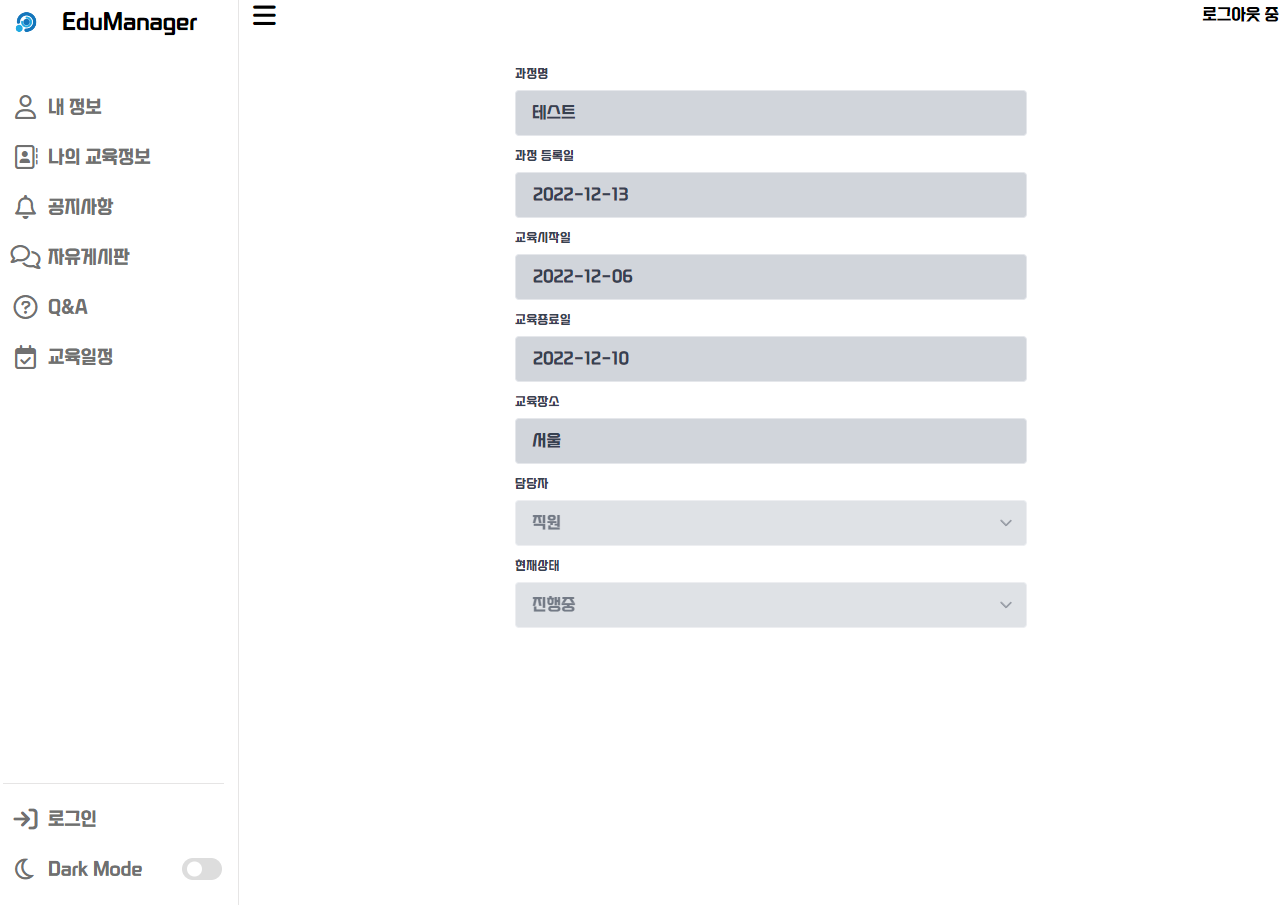 EduManager
로그아웃 중
내 정보
나의 교육정보
공지사항
자유게시판
Q&A
교육일정
과정명
테스트
과정 등록일
2022-12-13
교육시작일
2022-12-06
교육종료일
2022-12-10
교육장소
서울
담당자
직원
현재상태
진행중
로그인
Dark Mode